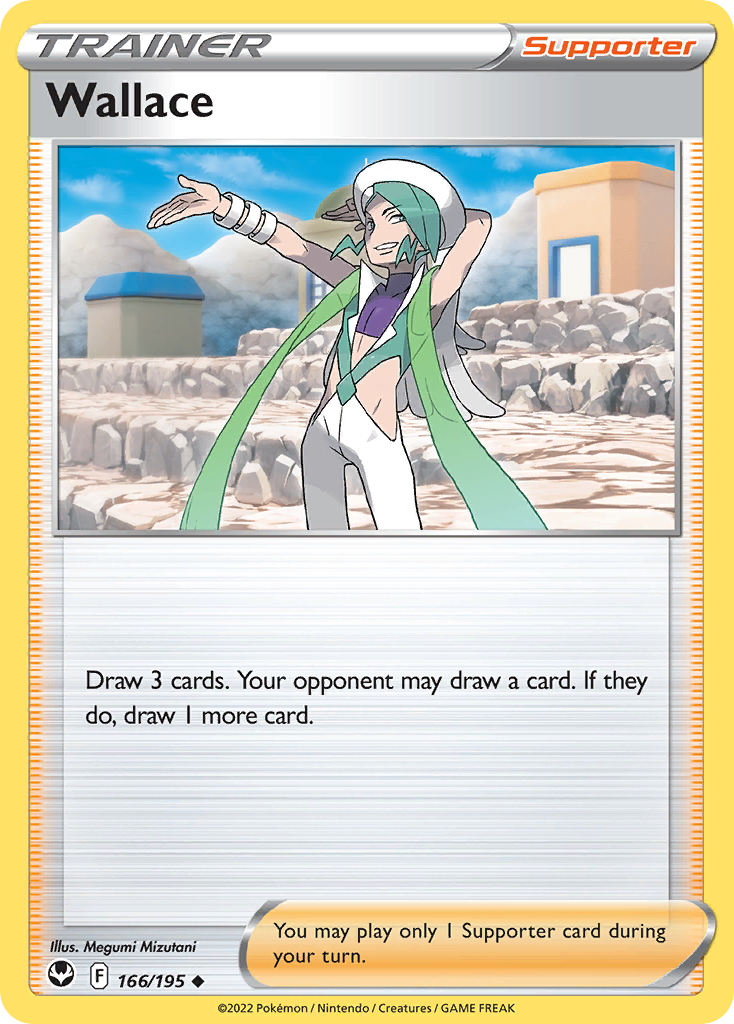 TRAINER
Supporter
Wallace
Draw 3 cards. Your opponent may draw a card. If they
do, draw 1 more card.
Illus. Megumi Mizutani
You may play only 1 Supporter card during
your turn.
F 166/195
©2022 Pokémon / Nintendo / Creatures / GAME FREAK